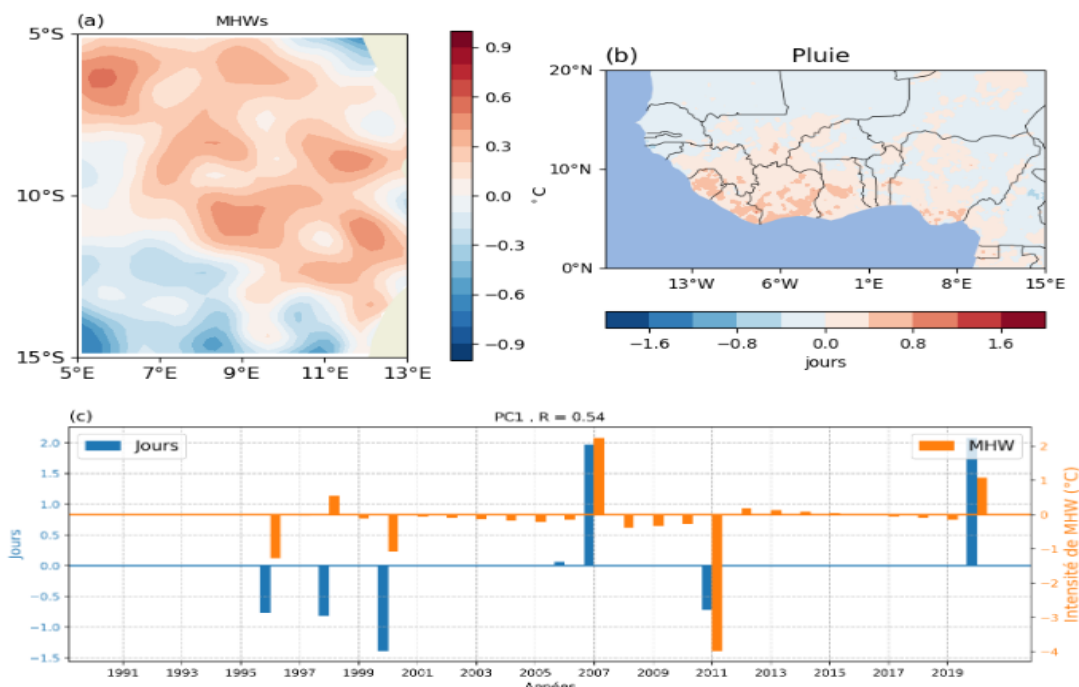 (a)
MHWs
5°S
10°S
15°S
5°E 7°E 9°E 11°E 13°E
0.9
0.6
0.3
0.0
−0.3
−0.6
−0.9
°C
(b)
Pluie
20°N
10°N
0°N
13°W 6°W 1°E 8°E 15°E
−1.6 −0.8 0.0 0.8 1.6
jours
(c)
PC1 , R = 0.54
Jours
MHW
2.0
1.5
1.0
0.5
0.0
−0.5
−1.0
−1.5
Jours
2
1
0
−1
−2
−3
−4
Intensité de MHW (°C)
1991 1993 1995 1997 1999 2001 2003 2005 2007 2009 2011 2013 2015 2017 2019
Années